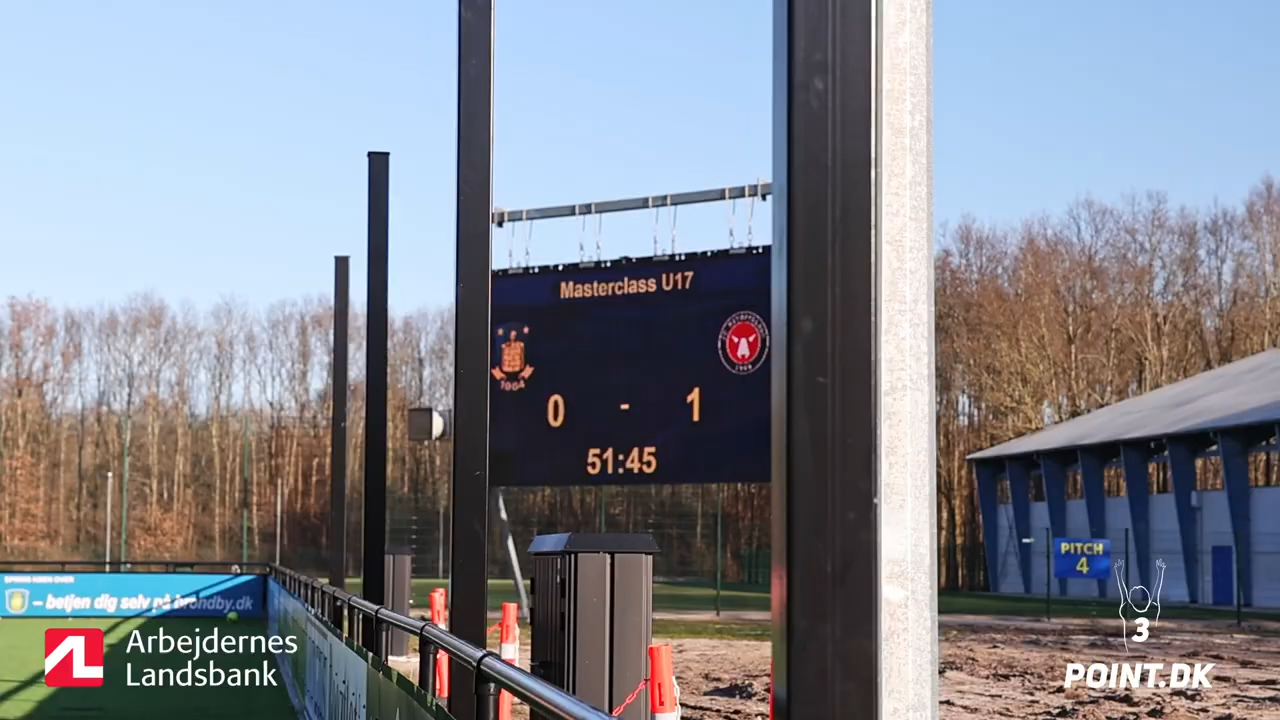 Masterclass U17
1964
0 - 1
51:45
PITCH
4
– betjen dig selv på brondby.dk
Arbejdernes
Landsbank
3
POINT.DK